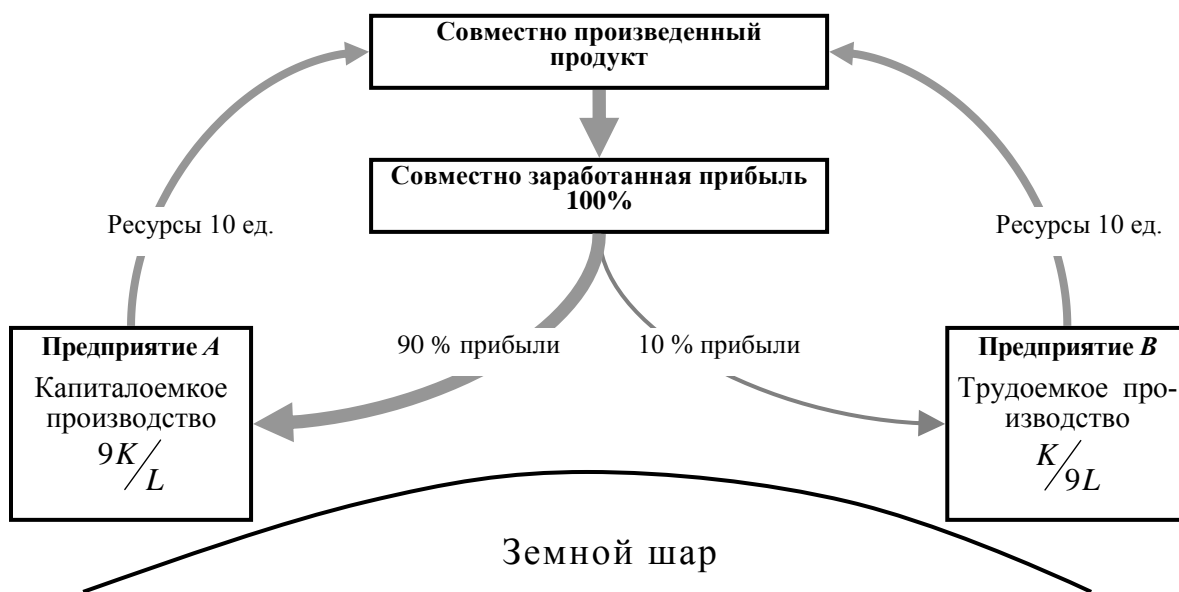 Совместно произведенный
продукт
Совместно заработанная прибыль
100%
Ресурсы 10 ед.
Ресурсы 10 ед.
90 % прибыли
10 % прибыли
Предприятие A
Капиталоемкое
производство
9K/L
Предприятие B
Трудоемкое про-
изводство
K/9L
Земной шар